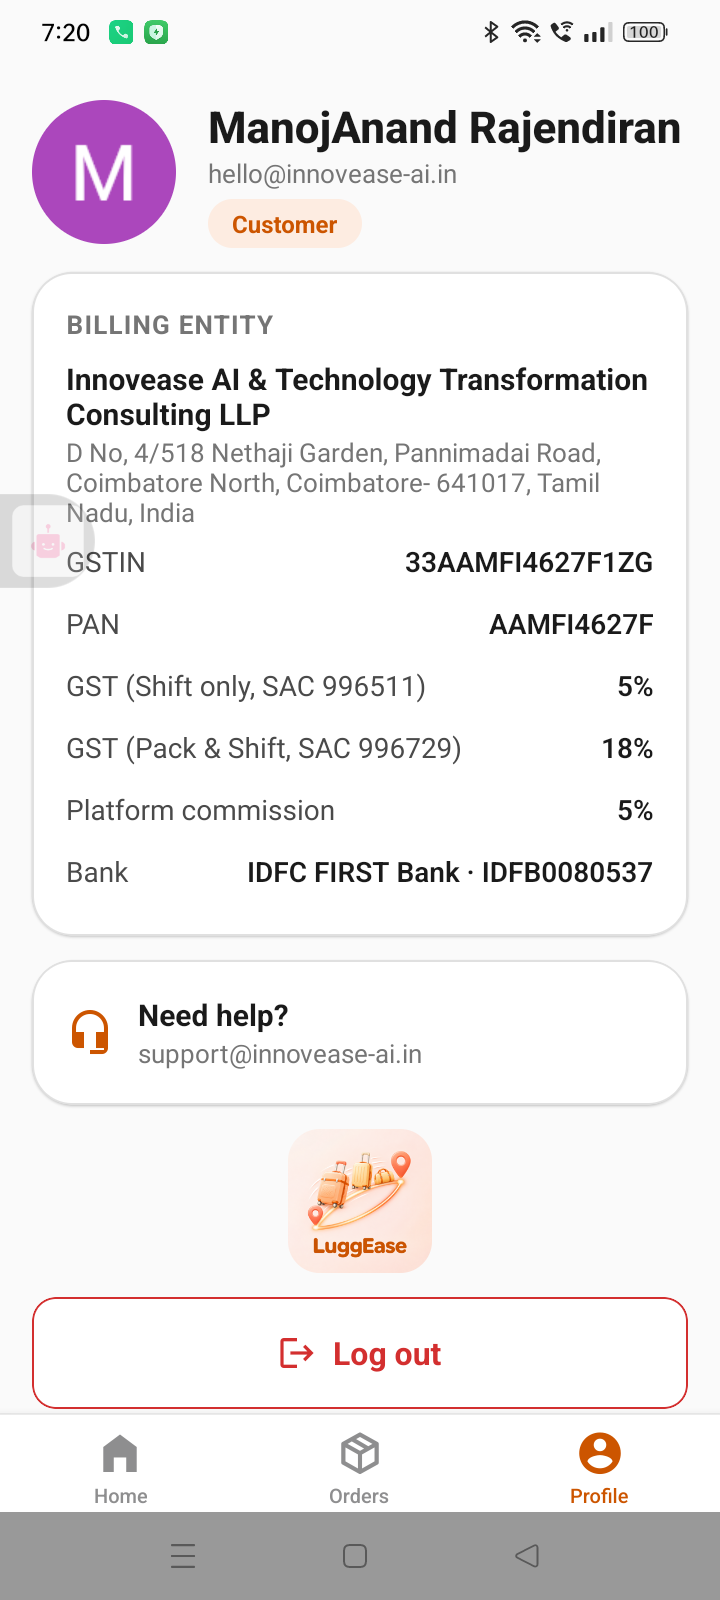 7:20
100
M
ManojAnand Rajendiran
hello@innovease-ai.in
Customer
BILLING ENTITY
Innovease AI & Technology Transformation
Consulting LLP
D No, 4/518 Nethaji Garden, Pannimadai Road,
Coimbatore North, Coimbatore- 641017, Tamil
Nadu, India
GSTIN 33AAMFI4627F1ZG
PAN AAMFI4627F
GST (Shift only, SAC 996511) 5%
GST (Pack & Shift, SAC 996729) 18%
Platform commission 5%
Bank IDFC FIRST Bank · IDFB0080537
Need help?
support@innovease-ai.in
LuggEase
Log out
Home Orders Profile